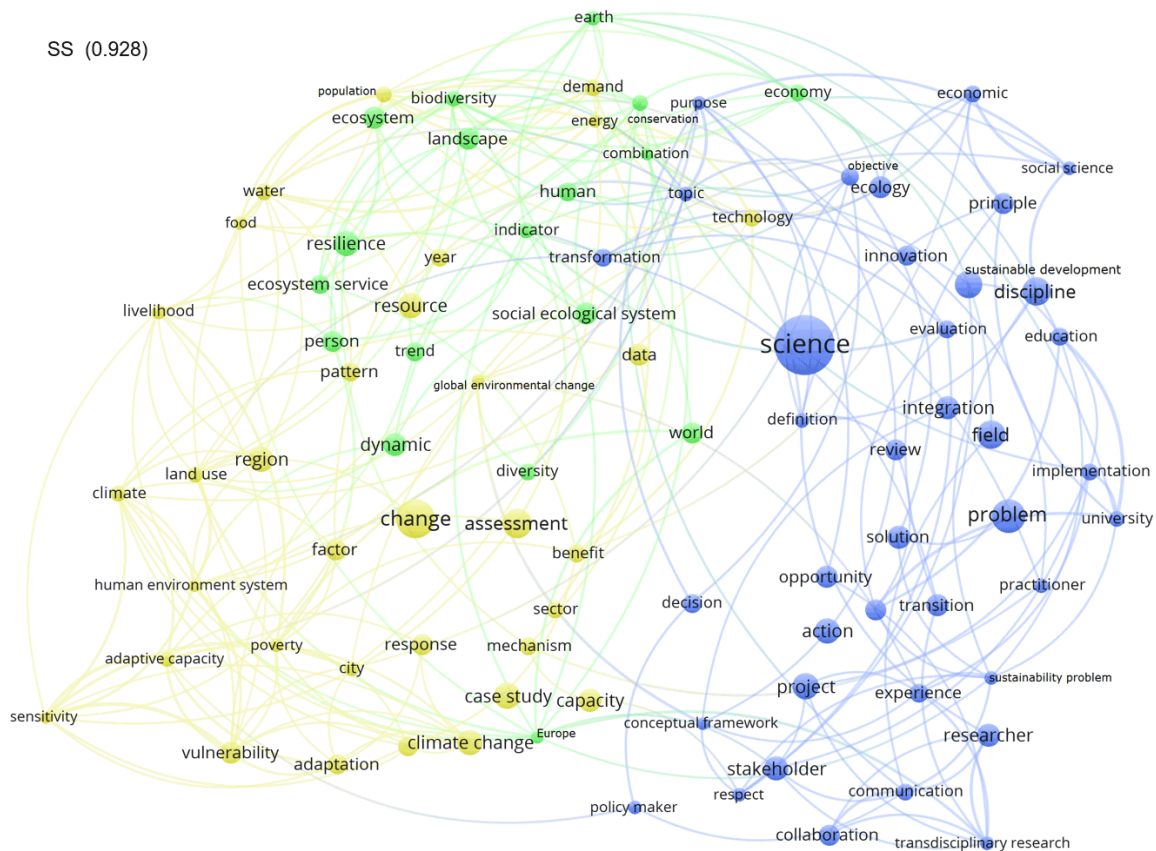 earth
SS (0.928)
population
biodiversity
demand
purpose
economy
economic
ecosystem
energy
conservation
landscape
combination
objective
social science
water
human
topic
ecology
food
technology
principle
resilience
indicator
year
transformation
innovation
sustainable development
ecosystem service
resource
discipline
livelihood
social ecological system
evaluation
education
person
trend
data
science
pattern
global environmental change
definition
integration
dynamic
world
review
field
region
land use
diversity
implementation
climate
change
assessment
problem
university
factor
benefit
solution
human environment system
opportunity
practitioner
sector
decision
transition
poverty
response
mechanism
action
adaptive capacity
city
sustainability problem
case study
capacity
project
experience
sensitivity
conceptual framework
Europe
vulnerability
climate change
researcher
adaptation
stakeholder
respect
communication
policy maker
collaboration
transdisciplinary research